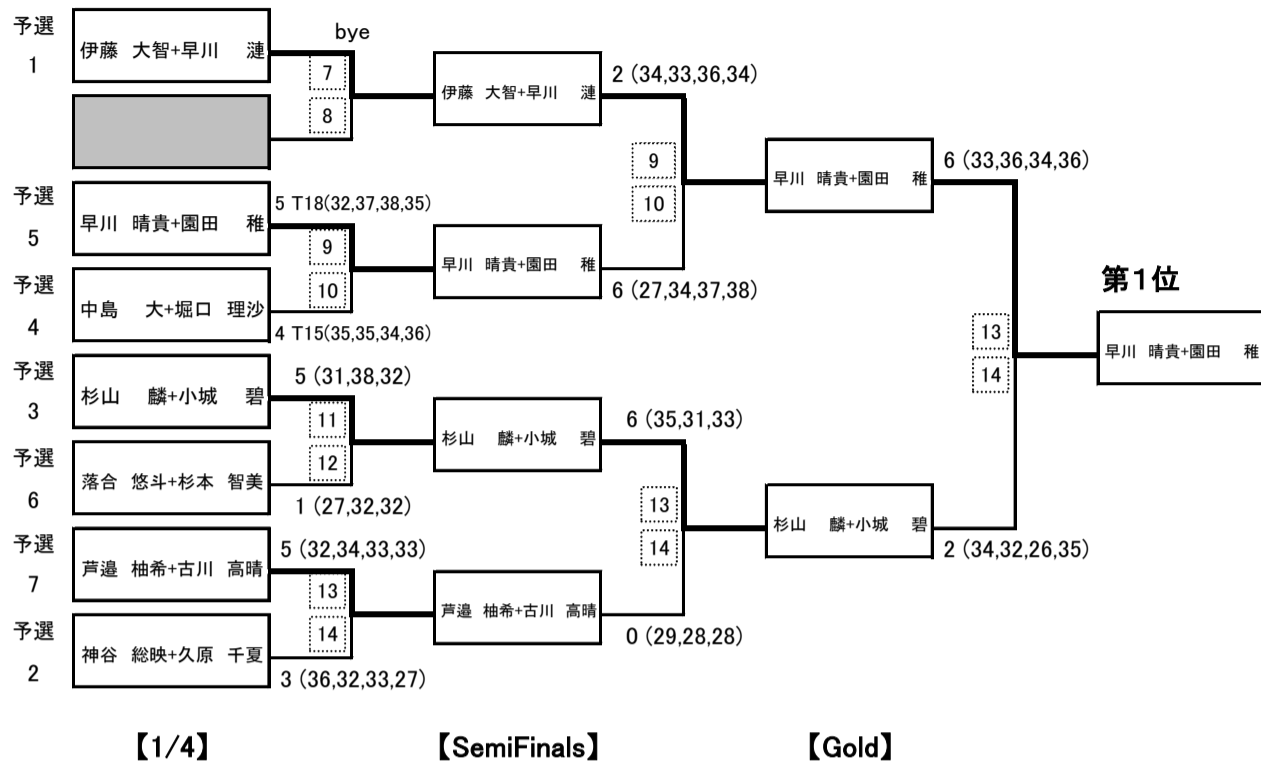 予選
1
伊藤 大智+早川 漣
bye
7
8
伊藤 大智+早川 漣
2 (34,33,36,34)
予選
5
早川 晴貴+園田 稚
5 T18(32,37,38,35)
9
10
早川 晴貴+園田 稚
6 (27,34,37,38)
予選
4
中島 大+堀口 理沙
4 T15(35,35,34,36)
9
10
早川 晴貴+園田 稚
6 (33,36,34,36)
予選
3
杉山 麟+小城 碧
5 (31,38,32)
11
12
杉山 麟+小城 碧
6 (35,31,33)
予選
6
落合 悠斗+杉本 智美
1 (27,32,32)
13
14
杉山 麟+小城 碧
2 (34,32,26,35)
予選
7
芦邉 柚希+古川 高晴
5 (32,34,33,33)
13
14
芦邉 柚希+古川 高晴
0 (29,28,28)
予選
2
神谷 総映+久原 千夏
3 (36,32,33,27)
13
14
第1位
早川 晴貴+園田 稚
【1/4】
【SemiFinals】
【Gold】